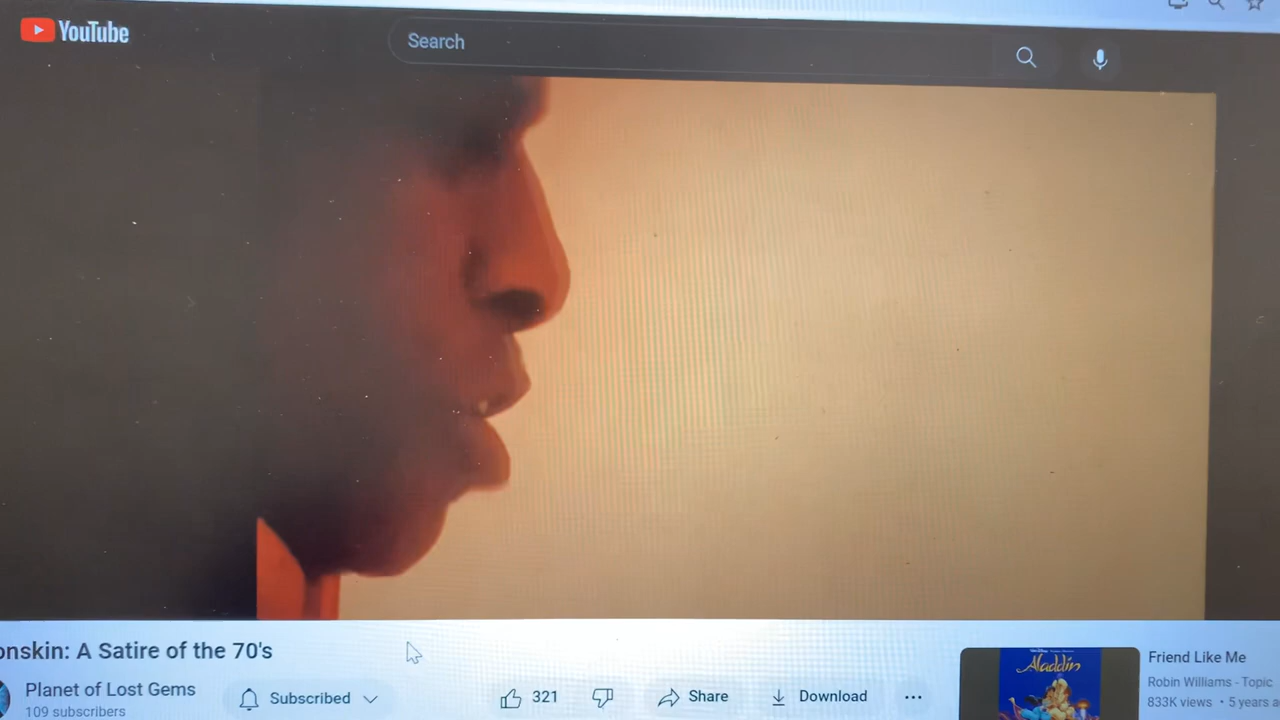 YouTube
Search
onskin: A Satire of the 70's
Planet of Lost Gems
109 subscribers
Subscribed
321
Share
Download
Aladdin
Friend Like Me
Robin Williams - Topic
833K views • 5 years a